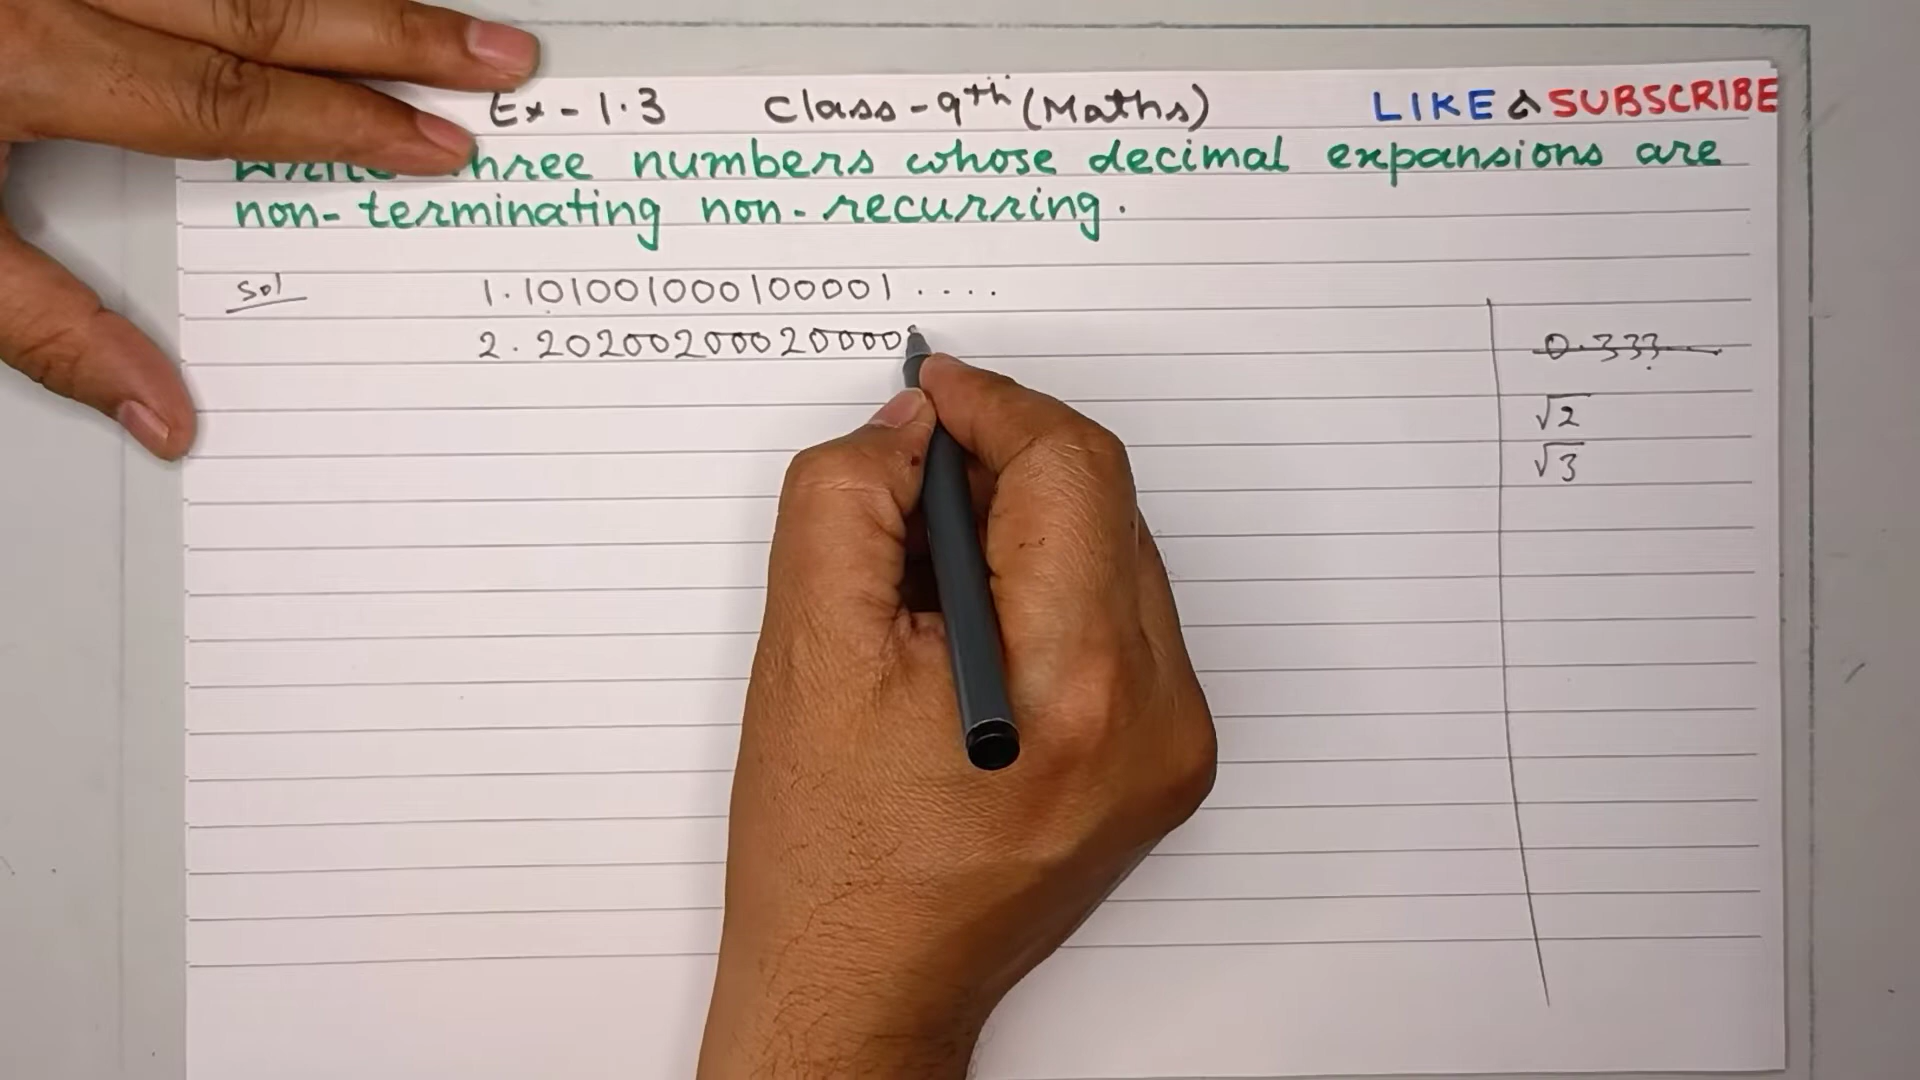 Ex - 1.3 Class - 9th (Maths) LIKE & SUBSCRIBE
three numbers whose decimal expansions are
non-terminating non-recurring.
Sol 1.101001000100001 ....
2.20200200020000
0.333
√2
√3